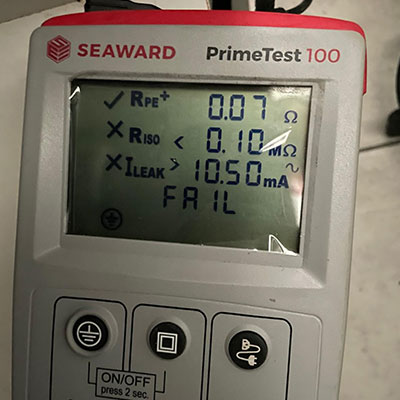 SEAWARD PrimeTest 100
✓ RPE+ 0.07 Ω
✗ RISO < 0.10 MΩ
✗ ILEAK > 10.50 mA ~
FAIL
ON/OFF
press 2 sec.